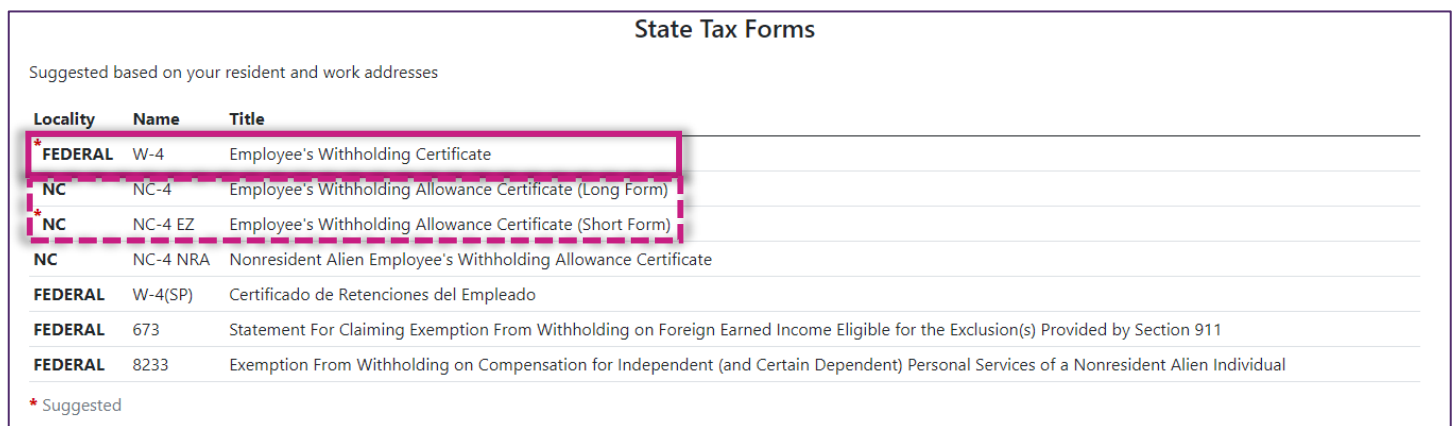 State Tax Forms
Suggested based on your resident and work addresses
Locality Name Title
*FEDERAL W-4 Employee's Withholding Certificate
NC NC-4 Employee's Withholding Allowance Certificate (Long Form)
*NC NC-4 EZ Employee's Withholding Allowance Certificate (Short Form)
NC NC-4 NRA Nonresident Alien Employee's Withholding Allowance Certificate
FEDERAL W-4(SP) Certificado de Retenciones del Empleado
FEDERAL 673 Statement For Claiming Exemption From Withholding on Foreign Earned Income Eligible for the Exclusion(s) Provided by Section 911
FEDERAL 8233 Exemption From Withholding on Compensation for Independent (and Certain Dependent) Personal Services of a Nonresident Alien Individual
* Suggested